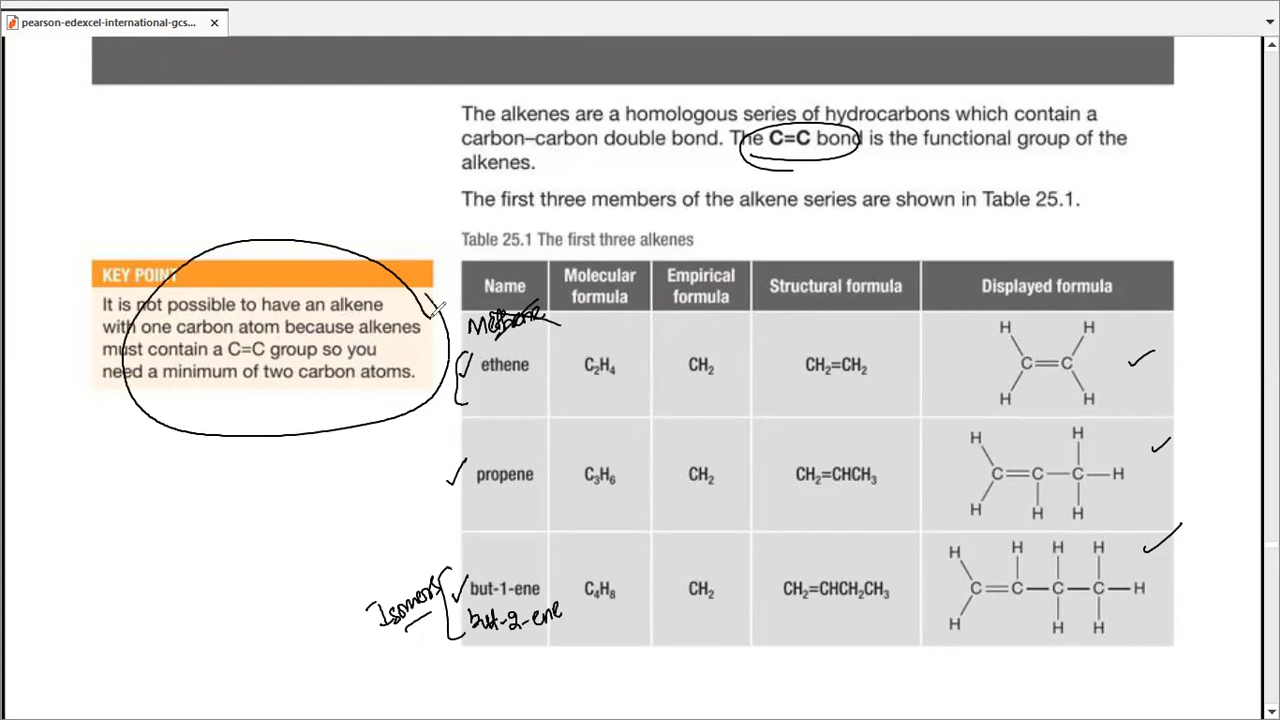 pearson-edexcel-international-gcs...
The alkenes are a homologous series of hydrocarbons which contain a
carbon–carbon double bond. The C=C bond is the functional group of the
alkenes.
The first three members of the alkene series are shown in Table 25.1.
Table 25.1 The first three alkenes
KEY POINT
It is not possible to have an alkene
with one carbon atom because alkenes
must contain a C=C group so you
need a minimum of two carbon atoms.
Name Molecular formula Empirical formula Structural formula Displayed formula
ethene C₂H₄ CH₂ CH₂=CH₂
H H
C=C
H H
propene C₃H₆ CH₂ CH₂=CHCH₃
H H
C=C—C—H
H H H
Isomers
but-1-ene C₄H₈ CH₂ CH₂=CHCH₂CH₃
but-2-ene
H H H H
C=C—C—C—H
H H H